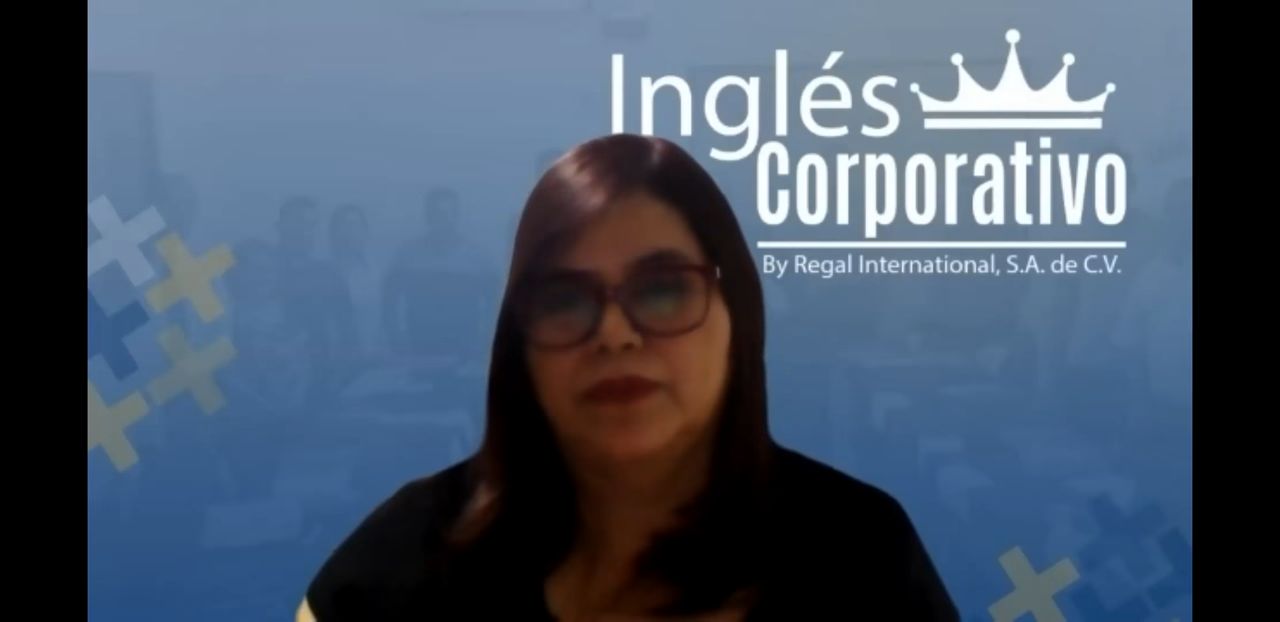 Inglés
Corporativo
By Regal International, S.A. de C.V.